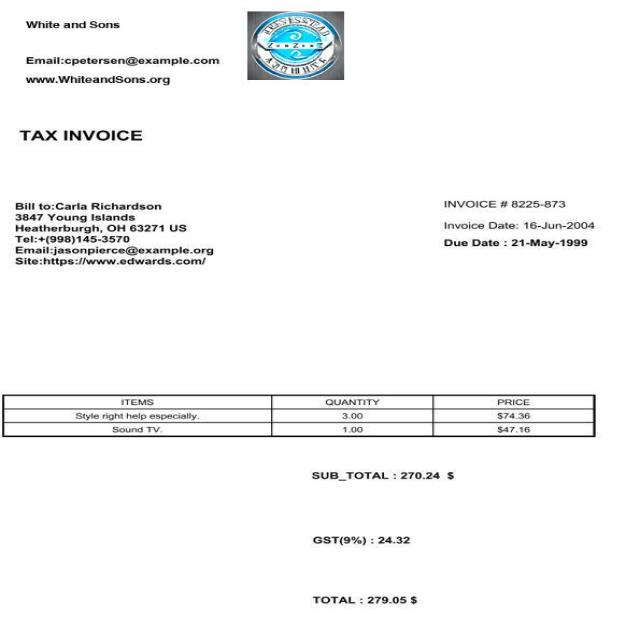 White and Sons
Email:cpetersen@example.com
www.WhiteandSons.org
TAX INVOICE
Bill to:Carla Richardson
3847 Young Islands
Heatherburgh, OH 63271 US
Tel:+(998)145-3570
Email:jasonpierce@example.org
Site:https://www.edwards.com/
INVOICE # 8225-873
Invoice Date: 16-Jun-2004
Due Date : 21-May-1999
ITEMS QUANTITY PRICE
Style right help especially. 3.00 $74.36
Sound TV. 1.00 $47.16
SUB_TOTAL : 270.24 $
GST(9%) : 24.32
TOTAL : 279.05 $